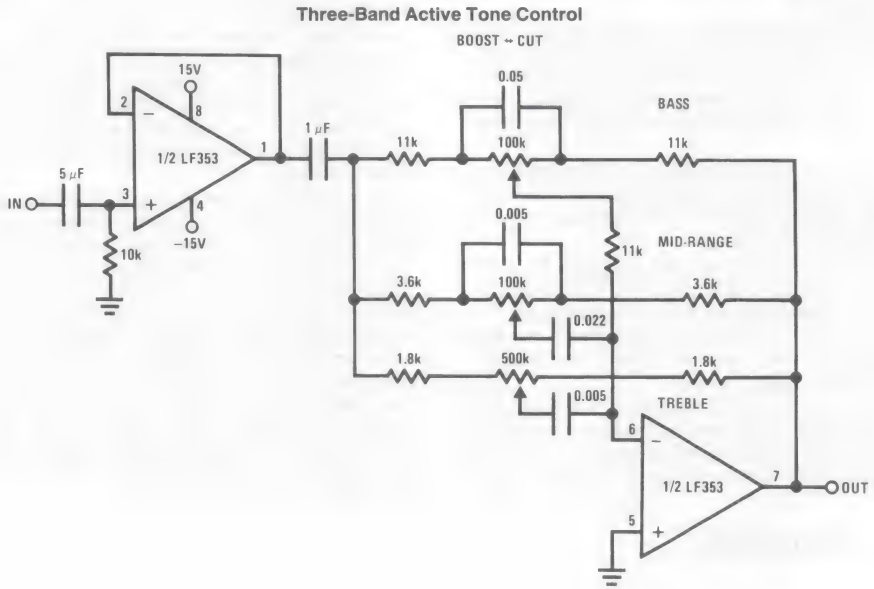 Three-Band Active Tone Control
BOOST ↔ CUT
15V
0.05
2
8
BASS
−
1 µF
11k
100k
11k
1
1/2 LF353
5 µF
IN
3
+
4
−15V
0.005
MID-RANGE
10k
11k
3.6k
100k
3.6k
0.022
1.8k
500k
1.8k
0.005
TREBLE
6
−
1/2 LF353
7
OUT
5
+